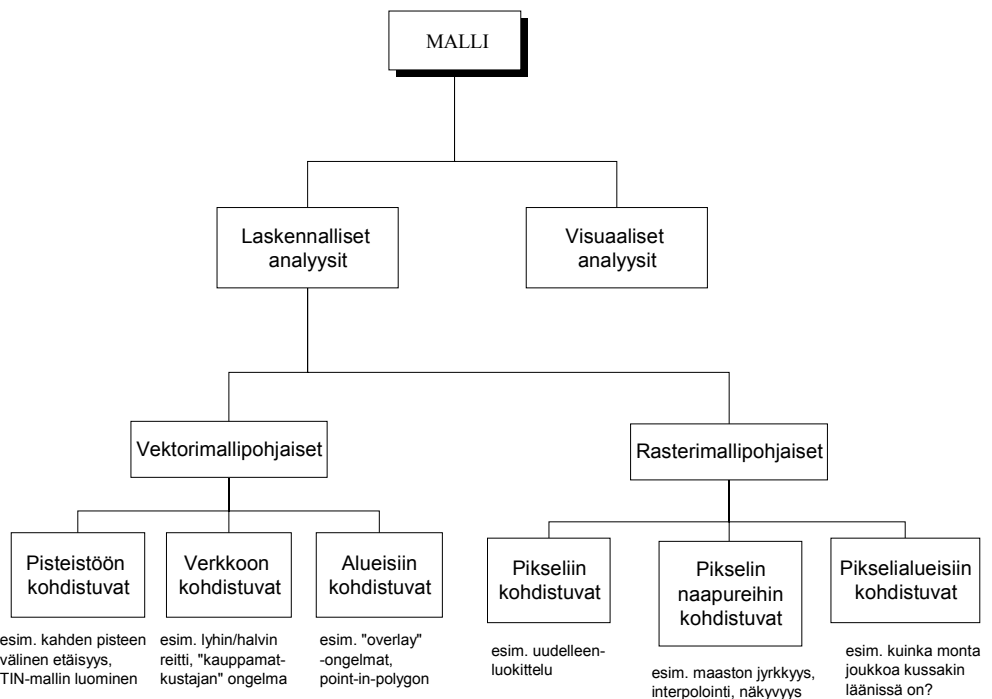 MALLI
Laskennalliset
analyysit
Visuaaliset
analyysit
Vektorimallipohjaiset
Rasterimallipohjaiset
Pisteistöön
kohdistuvat
Verkkoon
kohdistuvat
Alueisiin
kohdistuvat
Pikseliin
kohdistuvat
Pikselin
naapureihin
kohdistuvat
Pikselialueisiin
kohdistuvat
esim. kahden pisteen
välinen etäisyys,
TIN-mallin luominen
esim. lyhin/halvin
reitti, "kauppamat-
kustajan" ongelma
esim. "overlay"
-ongelmat,
point-in-polygon
esim. uudelleen-
luokittelu
esim. maaston jyrkkyys,
interpolointi, näkyvyys
esim. kuinka monta
joukkoa kussakin
läänissä on?